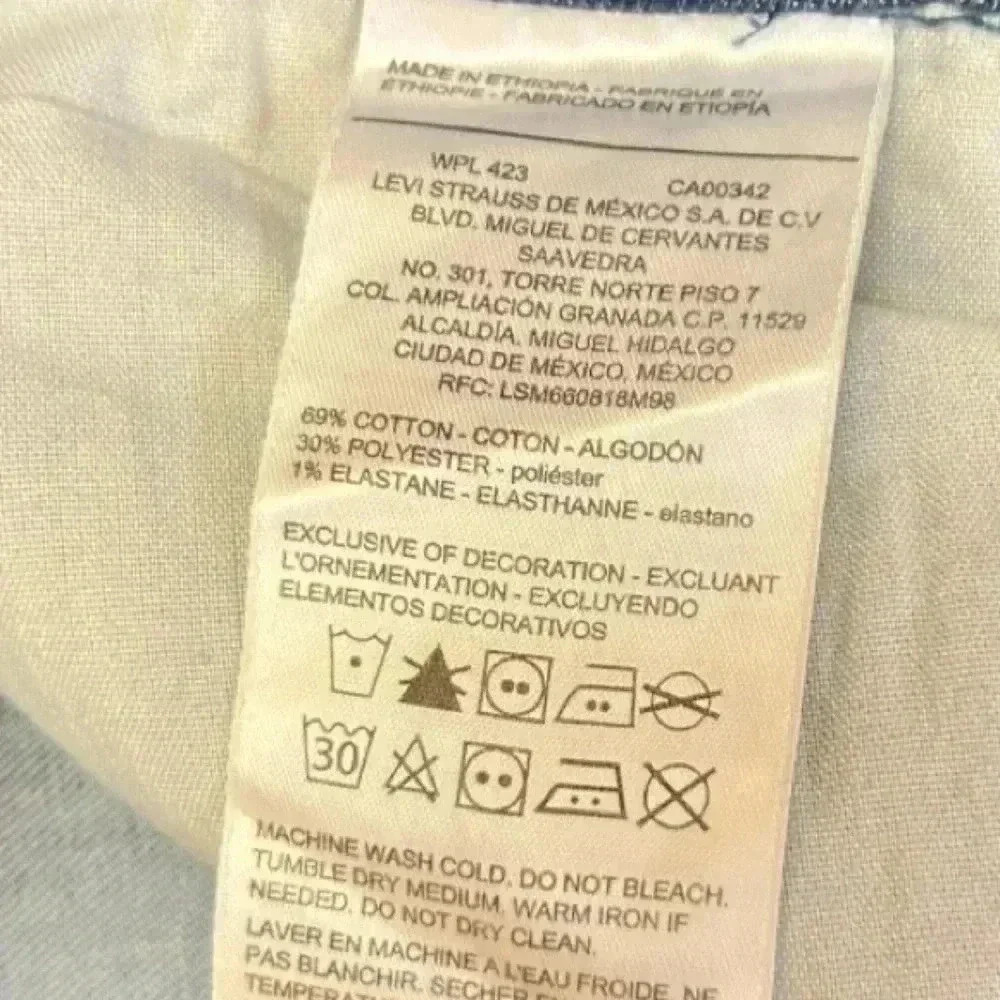 MADE IN ETHIOPIA - FABRIQUE EN
ÉTHIOPIE - FABRICADO EN ETIOPÍA
WPL 423 CA00342
LEVI STRAUSS DE MÉXICO S.A. DE C.V
BLVD. MIGUEL DE CERVANTES
SAAVEDRA
NO. 301, TORRE NORTE PISO 7
COL. AMPLIACIÓN GRANADA C.P. 11529
ALCALDÍA. MIGUEL HIDALGO
CIUDAD DE MÉXICO, MÉXICO
RFC: LSM660818M98
69% COTTON - COTON - ALGODÓN
30% POLYESTER - poliéster
1% ELASTANE - ELASTHANNE - elastano
EXCLUSIVE OF DECORATION - EXCLUANT
L'ORNEMENTATION - EXCLUYENDO
ELEMENTOS DECORATIVOS
30
MACHINE WASH COLD. DO NOT BLEACH.
TUMBLE DRY MEDIUM. WARM IRON IF
NEEDED. DO NOT DRY CLEAN.
LAVER EN MACHINE A L'EAU FROIDE. NE
PAS BLANCHIR. SÉCHER